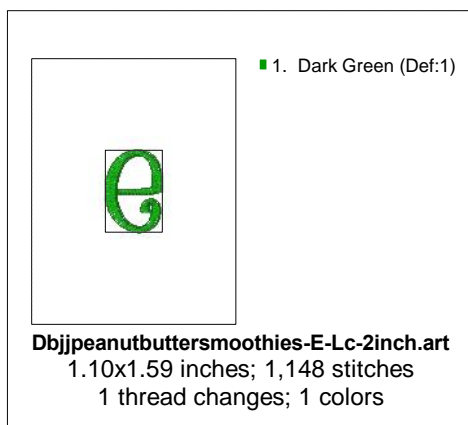 1. Dark Green (Def:1)
e
Dbjjpeanutbuttersmoothies-E-Lc-2inch.art
1.10x1.59 inches; 1,148 stitches
1 thread changes; 1 colors